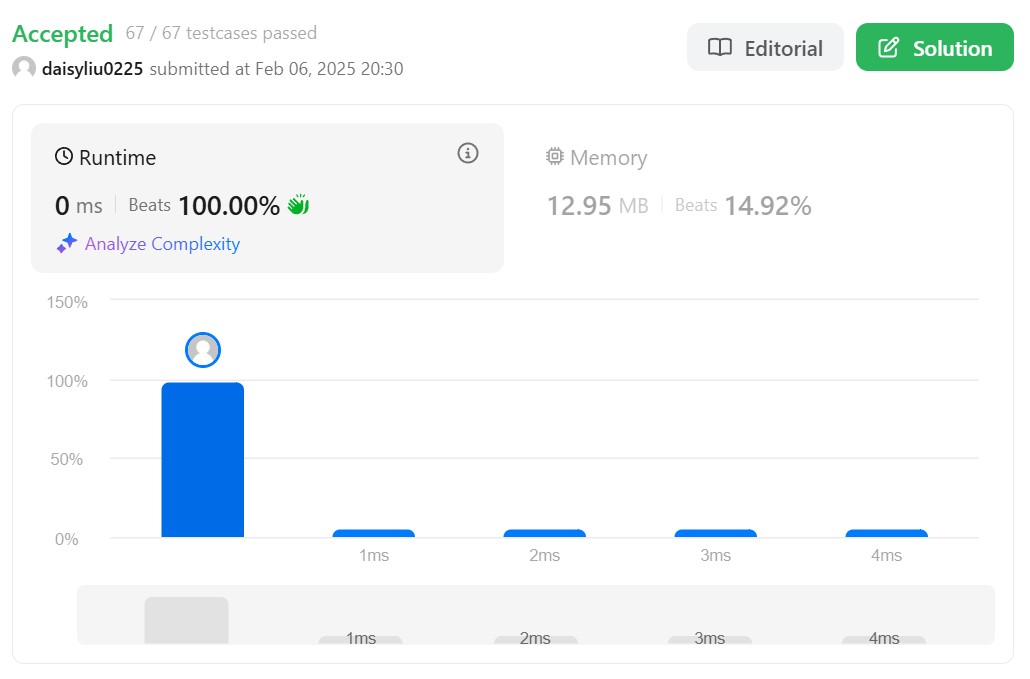 Accepted 67 / 67 testcases passed
daisyliu0225 submitted at Feb 06, 2025 20:30
Editorial
Solution
Runtime
0 ms Beats 100.00%
Analyze Complexity
Memory
12.95 MB Beats 14.92%
150%
100%
50%
0%
1ms 2ms 3ms 4ms
1ms 2ms 3ms 4ms